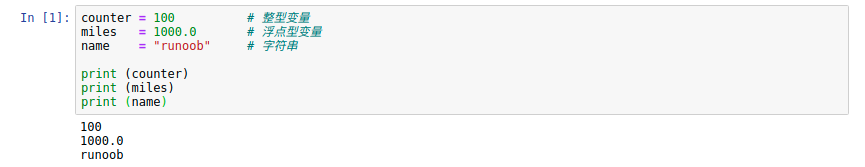 In [1]: counter = 100          # 整型变量
miles   = 1000.0       # 浮点型变量
name    = "runoob"     # 字符串

print (counter)
print (miles)
print (name)

100
1000.0
runoob